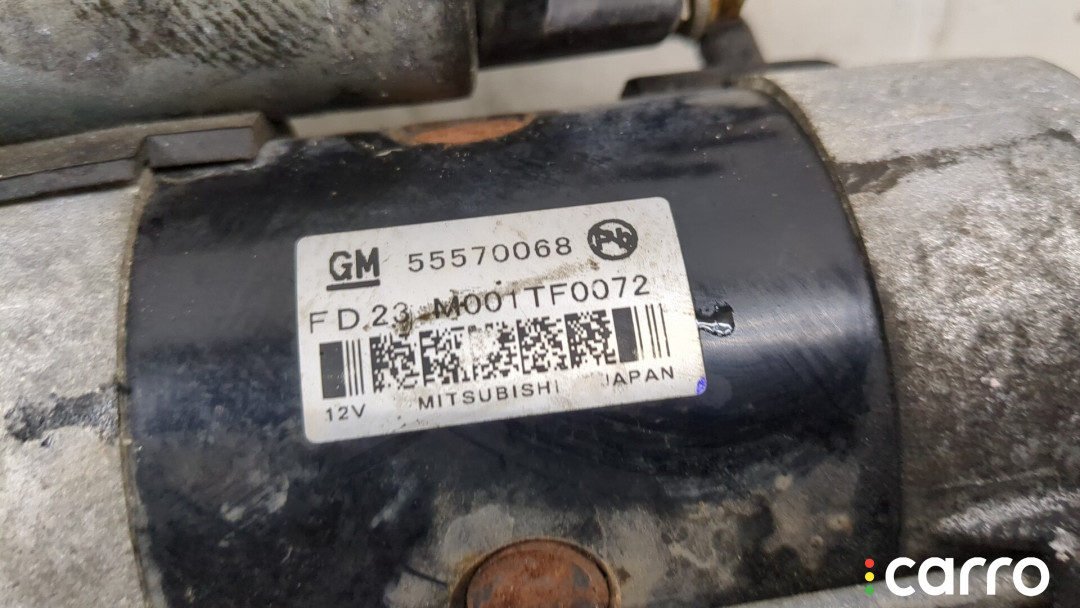 GM 55570068 Pb
FD23 M001TF0072
12V MITSUBISHI JAPAN
carro